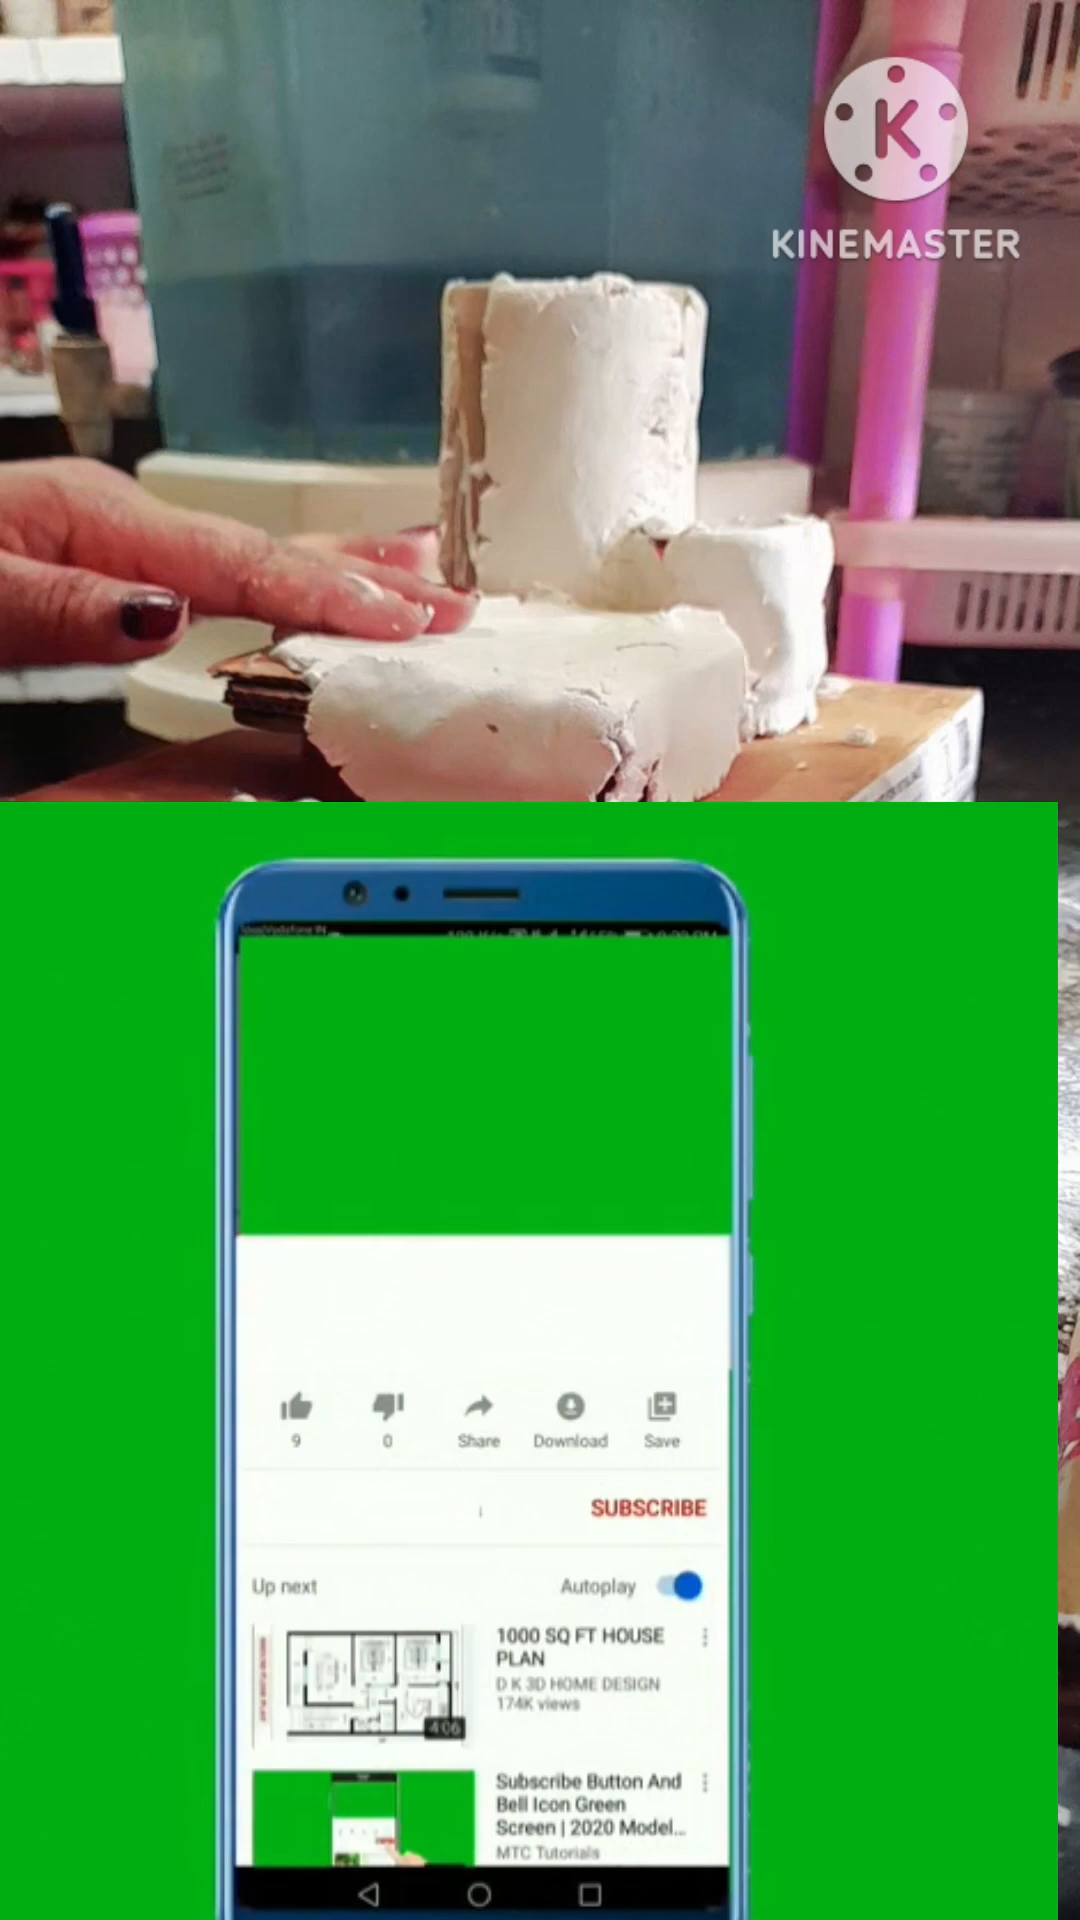 K
KINEMASTER
9
0
Share
Download
Save
SUBSCRIBE
Up next
Autoplay
1000 SQ FT HOUSE
PLAN
D K 3D HOME DESIGN
174K views
4:06
Subscribe Button And
Bell Icon Green
Screen | 2020 Model...
MTC Tutorials